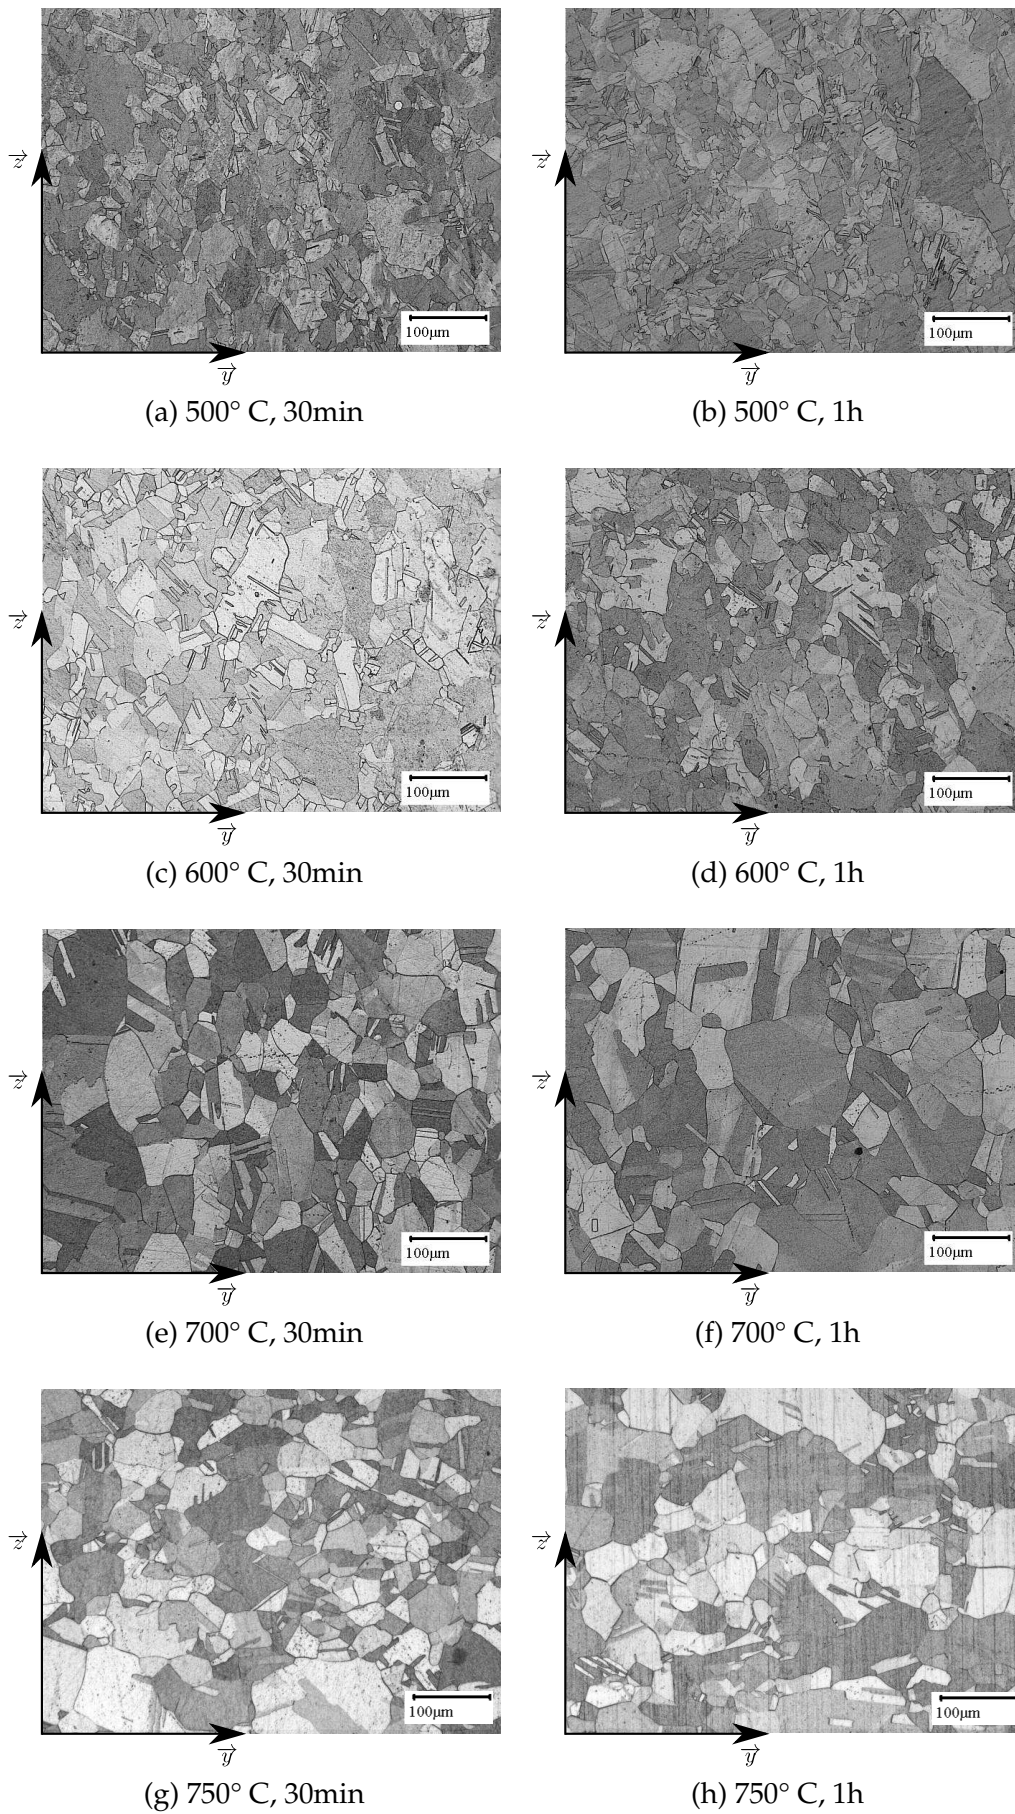 z
z
100μm
100μm
y
y
(a) 500° C, 30min
(b) 500° C, 1h
z
z
100μm
100μm
y
y
(c) 600° C, 30min
(d) 600° C, 1h
z
z
100μm
100μm
y
y
(e) 700° C, 30min
(f) 700° C, 1h
z
z
100μm
100μm
y
y
(g) 750° C, 30min
(h) 750° C, 1h